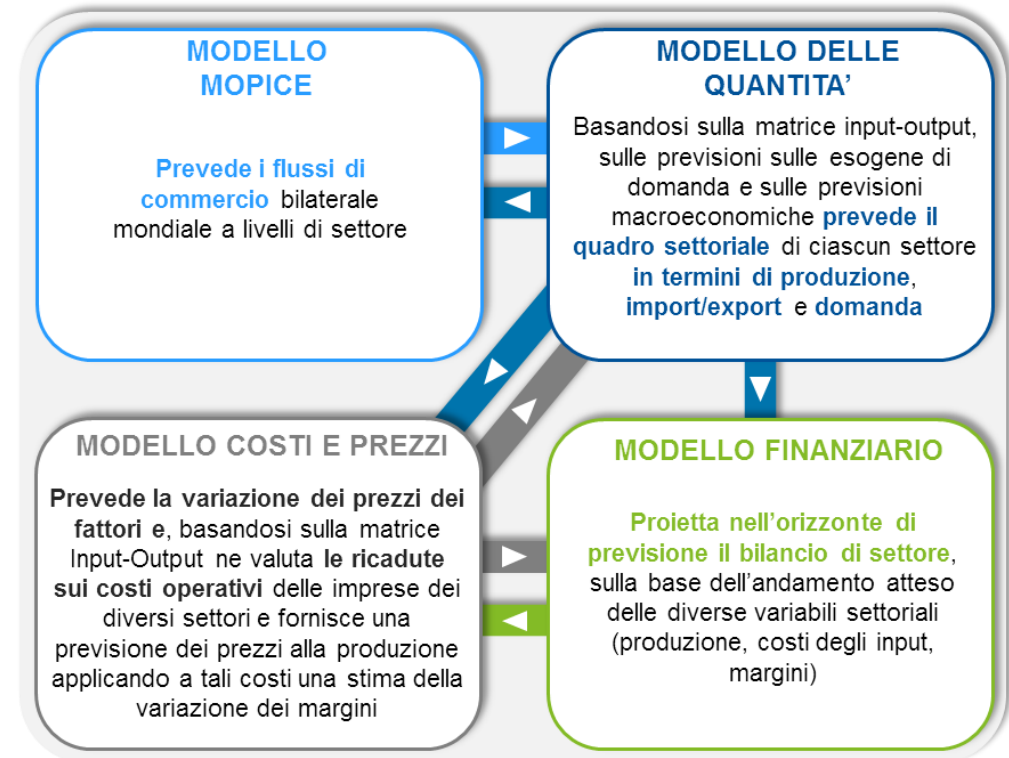 MODELLO
MOPICE
Prevede i flussi di
commercio bilaterale
mondiale a livelli di settore
MODELLO DELLE
QUANTITA’
Basandosi sulla matrice input-output,
sulle previsioni sulle esogene di
domanda e sulle previsioni
macroeconomiche prevede il
quadro settoriale di ciascun settore
in termini di produzione,
import/export e domanda
MODELLO COSTI E PREZZI
Prevede la variazione dei prezzi dei
fattori e, basandosi sulla matrice
Input-Output ne valuta le ricadute
sui costi operativi delle imprese dei
diversi settori e fornisce una
previsione dei prezzi alla produzione
applicando a tali costi una stima della
variazione dei margini
MODELLO FINANZIARIO
Proietta nell’orizzonte di
previsione il bilancio di settore,
sulla base dell’andamento atteso
delle diverse variabili settoriali
(produzione, costi degli input,
margini)